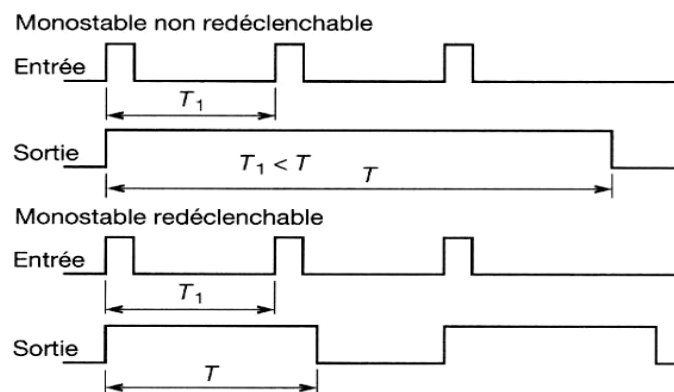 Monostable non redéclenchable
Entrée
T₁
Sortie
T₁ < T
T
Monostable redéclenchable
Entrée
T₁
Sortie
T